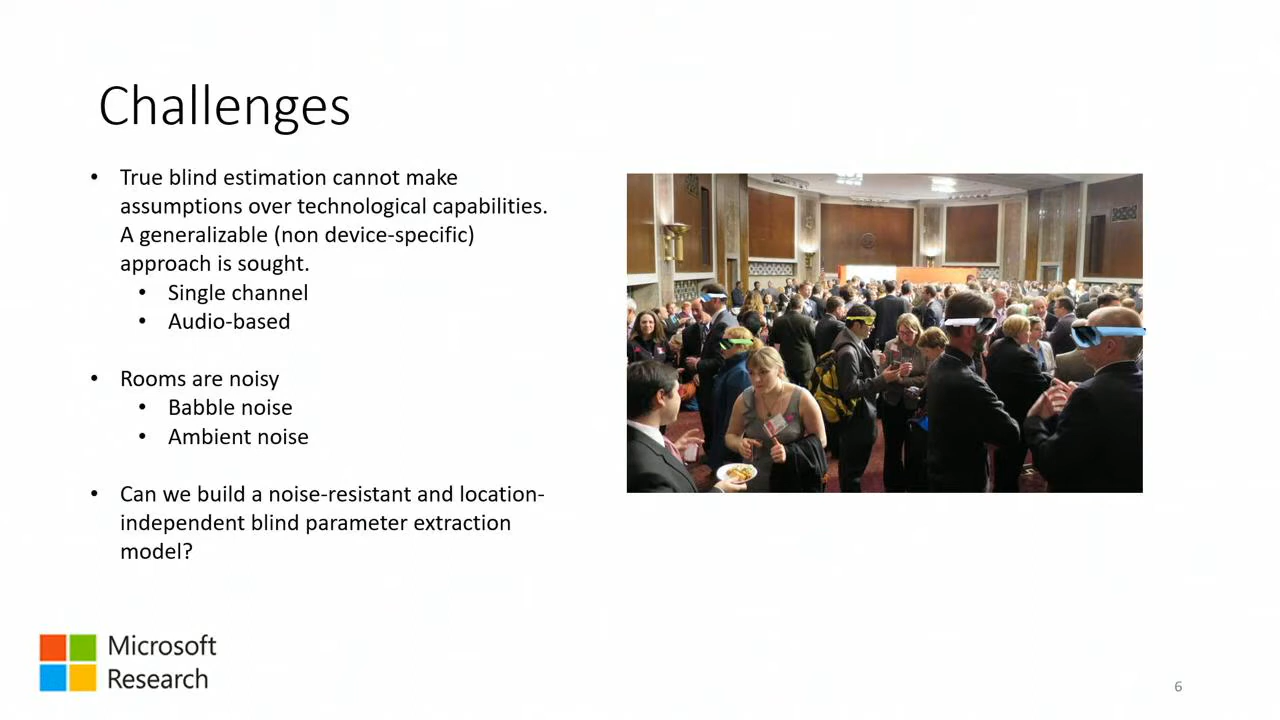 Challenges
• True blind estimation cannot make
assumptions over technological capabilities.
A generalizable (non device-specific)
approach is sought.
• Single channel
• Audio-based
• Rooms are noisy
• Babble noise
• Ambient noise
• Can we build a noise-resistant and location-
independent blind parameter extraction
model?
Microsoft
Research
6